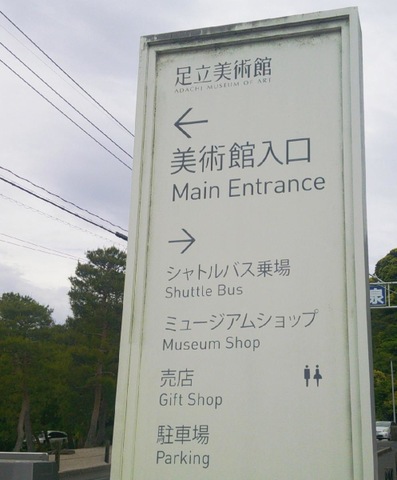 足立美術館
ADACHI MUSEUM OF ART
←
美術館入口
Main Entrance
→
シャトルバス乗場
Shuttle Bus
ミュージアムショップ
Museum Shop
売店
Gift Shop
駐車場
Parking
泉